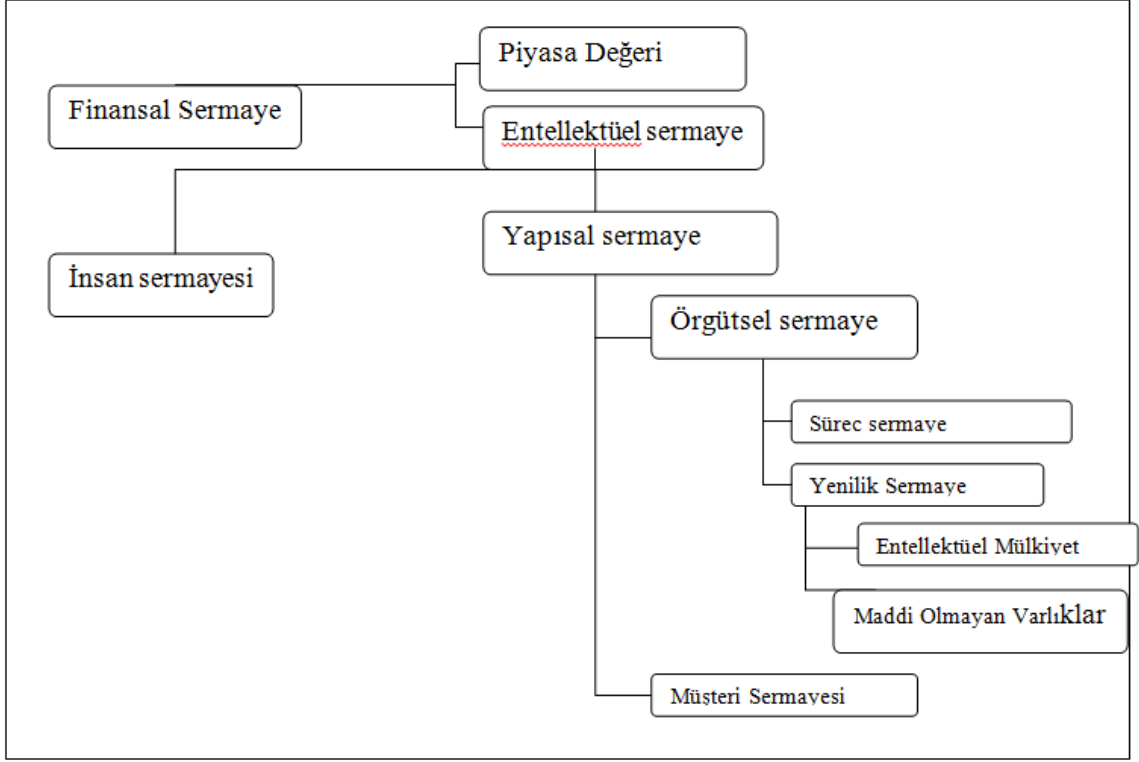 Piyasa Değeri
Finansal Sermaye
Entellektüel sermaye
Yapısal sermaye
İnsan sermayesi
Örgütsel sermaye
Sürec sermaye
Yenilik Sermaye
Entellektüel Mülkiyet
Maddi Olmayan Varlıklar
Müşteri Sermayesi